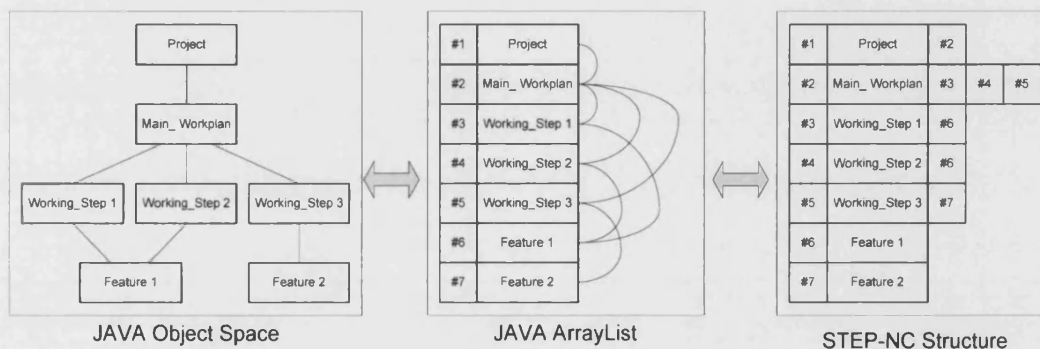 Project
Main_ Workplan
Working_Step 1 Working_Step 2 Working_Step 3
Feature 1 Feature 2
JAVA Object Space
#1 Project
#2 Main_ Workplan
#3 Working_Step 1
#4 Working_Step 2
#5 Working_Step 3
#6 Feature 1
#7 Feature 2
JAVA ArrayList
#1 Project #2
#2 Main_ Workplan #3 #4 #5
#3 Working_Step 1 #6
#4 Working_Step 2 #6
#5 Working_Step 3 #7
#6 Feature 1
#7 Feature 2
STEP-NC Structure